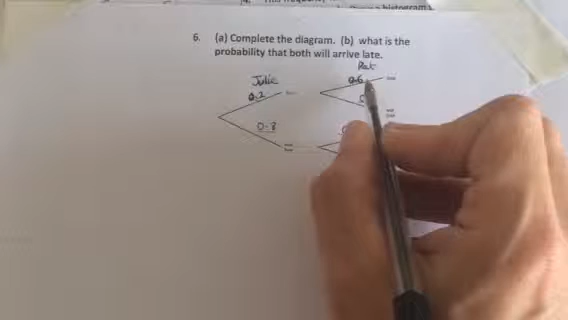 histogram
6. (a) Complete the diagram. (b) what is the
probability that both will arrive late.
Julie
0.2
0.8
0.6